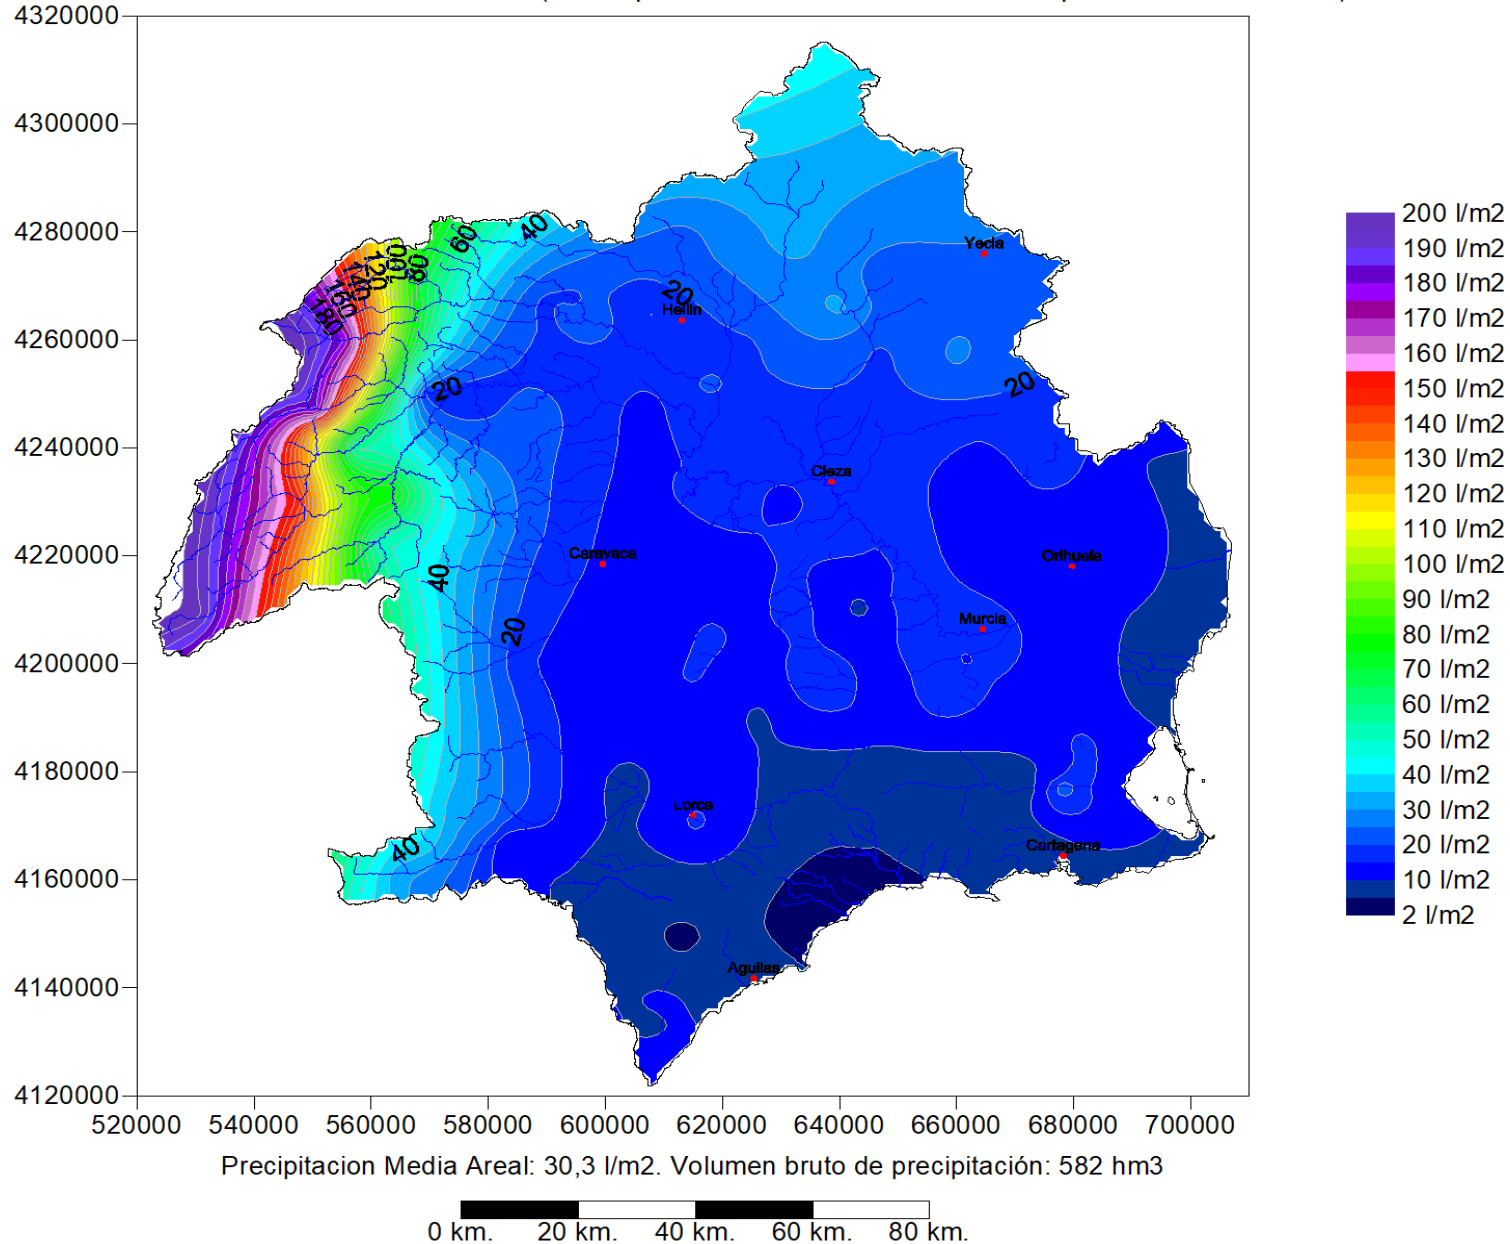 4320000
4300000
4280000
4260000
4240000
4220000
4200000
4180000
4160000
4140000
4120000
520000 540000 560000 580000 600000 620000 640000 660000 680000 700000
180
160
140
120
100
80
60
40
20
20
20
40
20
40
Yecla
Hellin
Cieza
Caravaca
Orihuela
Murcia
Lorca
Cartagena
Aguilas
200 l/m2
190 l/m2
180 l/m2
170 l/m2
160 l/m2
150 l/m2
140 l/m2
130 l/m2
120 l/m2
110 l/m2
100 l/m2
90 l/m2
80 l/m2
70 l/m2
60 l/m2
50 l/m2
40 l/m2
30 l/m2
20 l/m2
10 l/m2
2 l/m2
Precipitacion Media Areal: 30,3 l/m2. Volumen bruto de precipitación: 582 hm3
0 km. 20 km. 40 km. 60 km. 80 km.